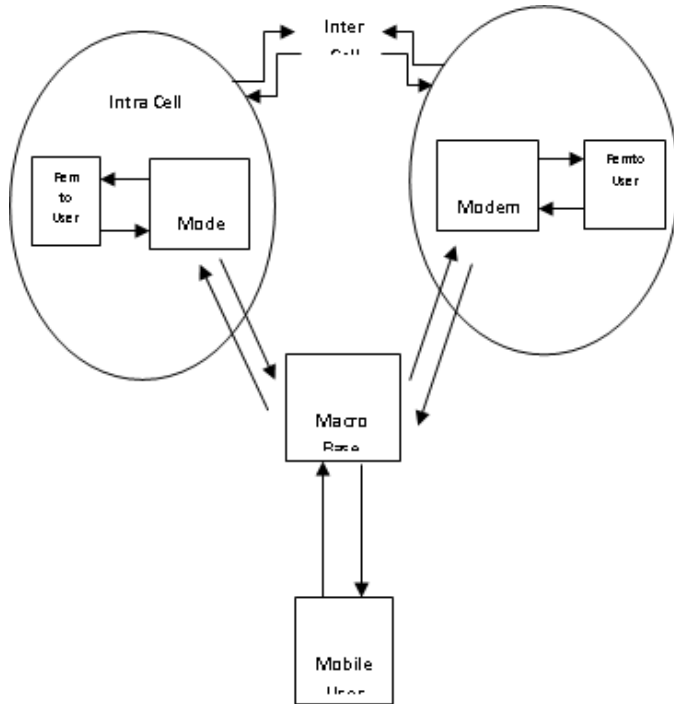 Inter
Intra Cell
Fem
to
User
Mode
Modem
Femto
User
Macro
Mobile